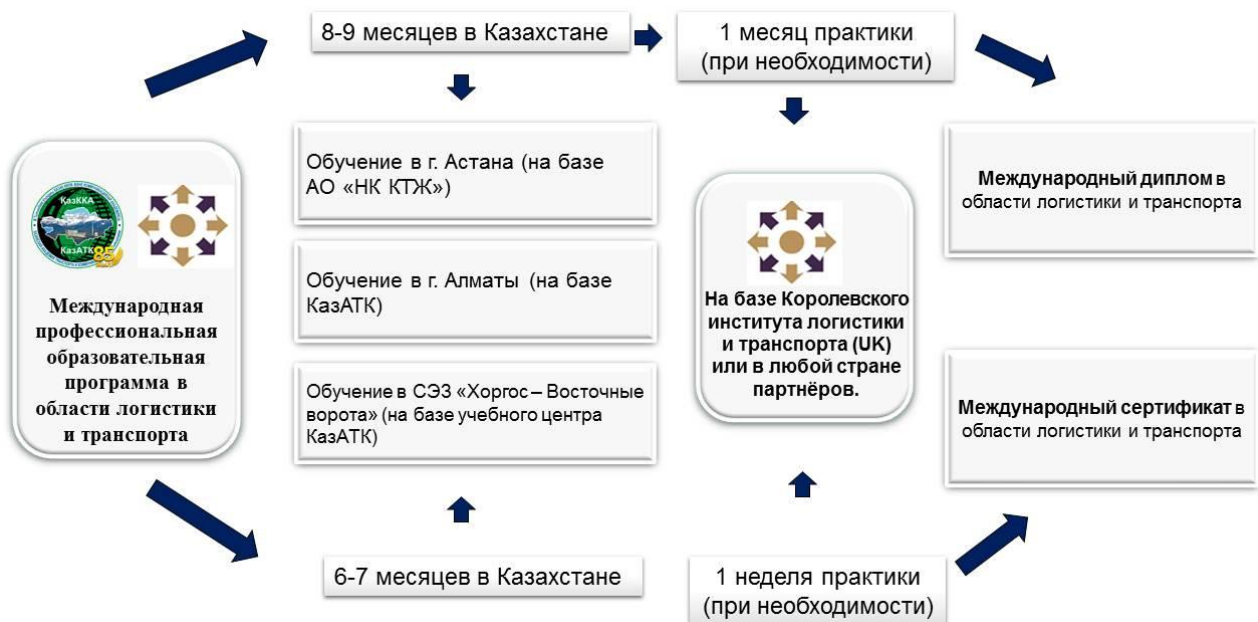 8-9 месяцев в Казахстане
1 месяц практики
(при необходимости)
КазККА
КазАТК
85
Международная
профессиональная
образовательная
программа в
области логистики
и транспорта
Обучение в г. Астана (на базе
АО «НК КТЖ»)
Обучение в г. Алматы (на базе
КазАТК)
Обучение в СЭЗ «Хоргос – Восточные
ворота» (на базе учебного центра
КазАТК)
На базе Королевского
института логистики
и транспорта (UK)
или в любой стране
партнёров.
Международный диплом в
области логистики и транспорта
Международный сертификат в
области логистики и транспорта
6-7 месяцев в Казахстане
1 неделя практики
(при необходимости)